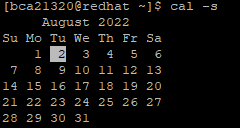 [bca21320@redhat ~]$ cal -s
August 2022
Su Mo Tu We Th Fr Sa
1 2 3 4 5 6
7 8 9 10 11 12 13
14 15 16 17 18 19 20
21 22 23 24 25 26 27
28 29 30 31